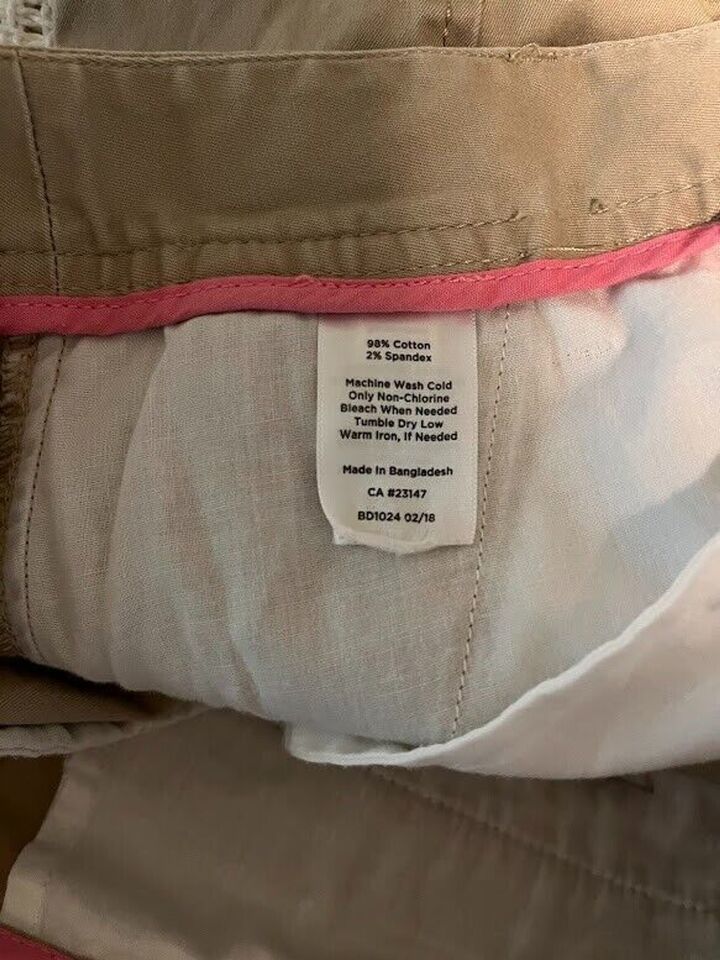 98% Cotton
2% Spandex
Machine Wash Cold
Only Non-Chlorine
Bleach When Needed
Tumble Dry Low
Warm Iron, If Needed
Made In Bangladesh
CA #23147
BD1024 02/18